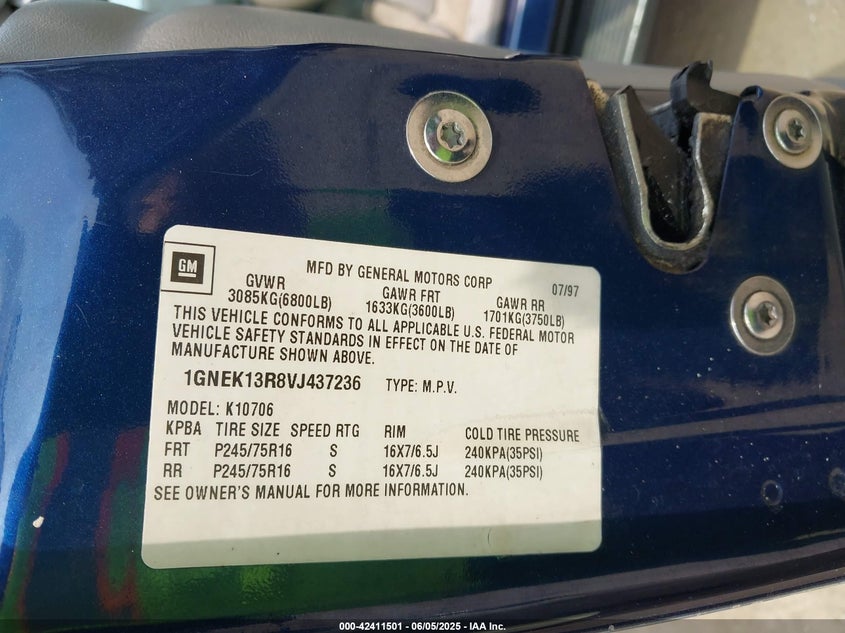 GM
MFD BY GENERAL MOTORS CORP 07/97
GVWR GAWR FRT GAWR RR
3085KG(6800LB) 1633KG(3600LB) 1701KG(3750LB)
THIS VEHICLE CONFORMS TO ALL APPLICABLE U.S. FEDERAL MOTOR
VEHICLE SAFETY STANDARDS IN EFFECT ON THE DATE OF
MANUFACTURE SHOWN ABOVE.
1GNEK13R8VJ437236 TYPE: M.P.V.
MODEL: K10706
KPBA TIRE SIZE SPEED RTG RIM COLD TIRE PRESSURE
FRT P245/75R16 S 16X7/6.5J 240KPA(35PSI)
RR P245/75R16 S 16X7/6.5J 240KPA(35PSI)
SEE OWNER'S MANUAL FOR MORE INFORMATION.
000-42411501 - 06/05/2025 - IAA Inc.